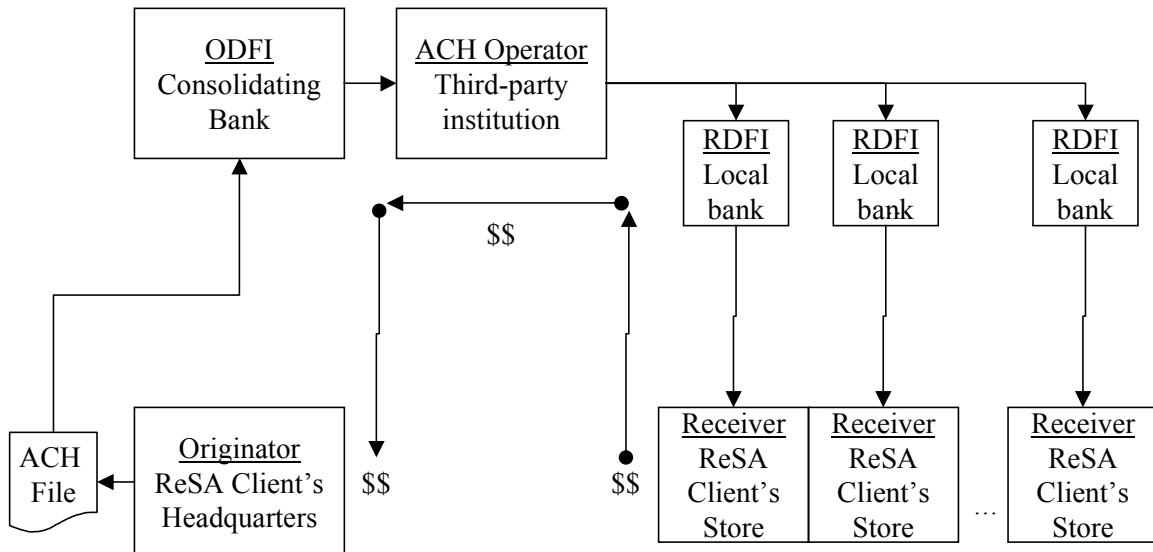 ODFI
Consolidating
Bank
ACH Operator
Third-party
institution
RDFI
Local
bank
RDFI
Local
bank
...
RDFI
Local
bank
$$
ACH
File
Originator
ReSA Client's
Headquarters
$$
$$
Receiver
ReSA
Client's
Store
Receiver
ReSA
Client's
Store
...
Receiver
ReSA
Client's
Store